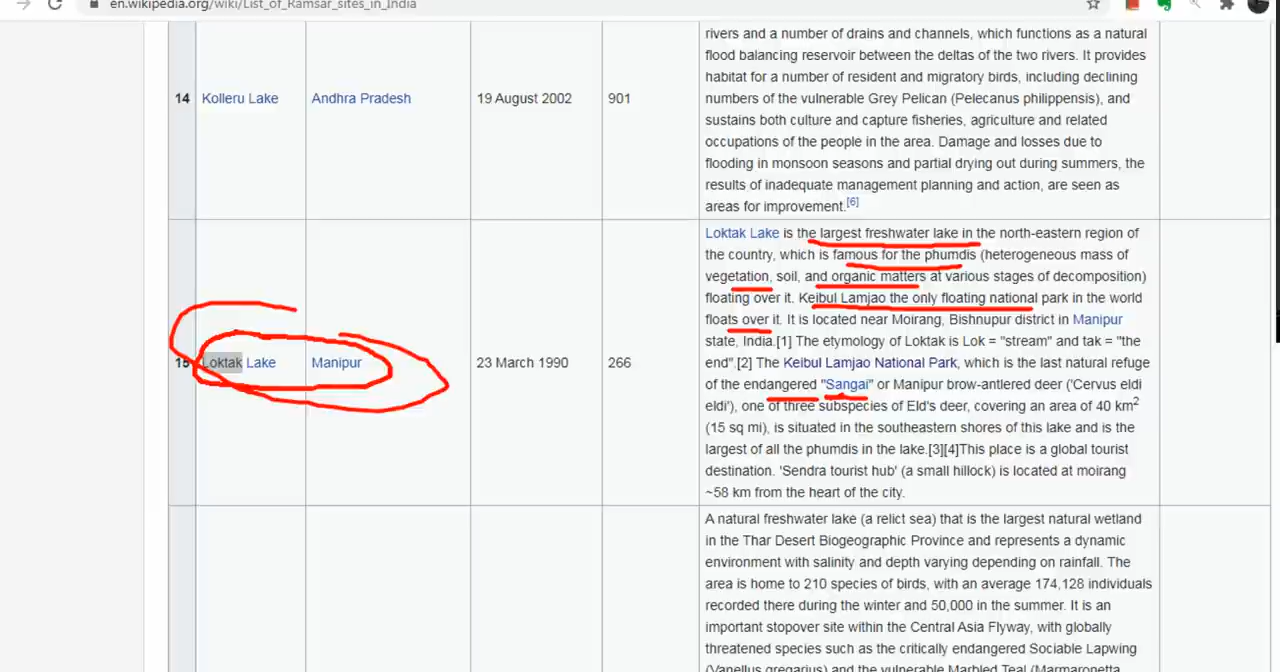 en.wikipedia.org/wiki/List_of_Ramsar_sites_in_India
rivers and a number of drains and channels, which functions as a natural
flood balancing reservoir between the deltas of the two rivers. It provides
habitat for a number of resident and migratory birds, including declining
14 Kolleru Lake Andhra Pradesh 19 August 2002 901 numbers of the vulnerable Grey Pelican (Pelecanus philippensis), and
sustains both culture and capture fisheries, agriculture and related
occupations of the people in the area. Damage and losses due to
flooding in monsoon seasons and partial drying out during summers, the
results of inadequate management planning and action, are seen as
areas for improvement.[6]
Loktak Lake is the largest freshwater lake in the north-eastern region of
the country, which is famous for the phumdis (heterogeneous mass of
vegetation, soil, and organic matters at various stages of decomposition)
floating over it. Keibul Lamjao the only floating national park in the world
floats over it. It is located near Moirang, Bishnupur district in Manipur
state, India.[1] The etymology of Loktak is Lok = "stream" and tak = "the
15 Loktak Lake Manipur 23 March 1990 266 end".[2] The Keibul Lamjao National Park, which is the last natural refuge
of the endangered "Sangai" or Manipur brow-antlered deer ('Cervus eldi
eldi'), one of three subspecies of Eld's deer, covering an area of 40 km2
(15 sq mi), is situated in the southeastern shores of this lake and is the
largest of all the phumdis in the lake.[3][4]This place is a global tourist
destination. 'Sendra tourist hub' (a small hillock) is located at moirang
~58 km from the heart of the city.
A natural freshwater lake (a relict sea) that is the largest natural wetland
in the Thar Desert Biogeographic Province and represents a dynamic
environment with salinity and depth varying depending on rainfall. The
area is home to 210 species of birds, with an average 174,128 individuals
recorded there during the winter and 50,000 in the summer. It is an
important stopover site within the Central Asia Flyway, with globally
threatened species such as the critically endangered Sociable Lapwing
(Vanellus gregarius) and the vulnerable Marbled Teal (Marmaronetta